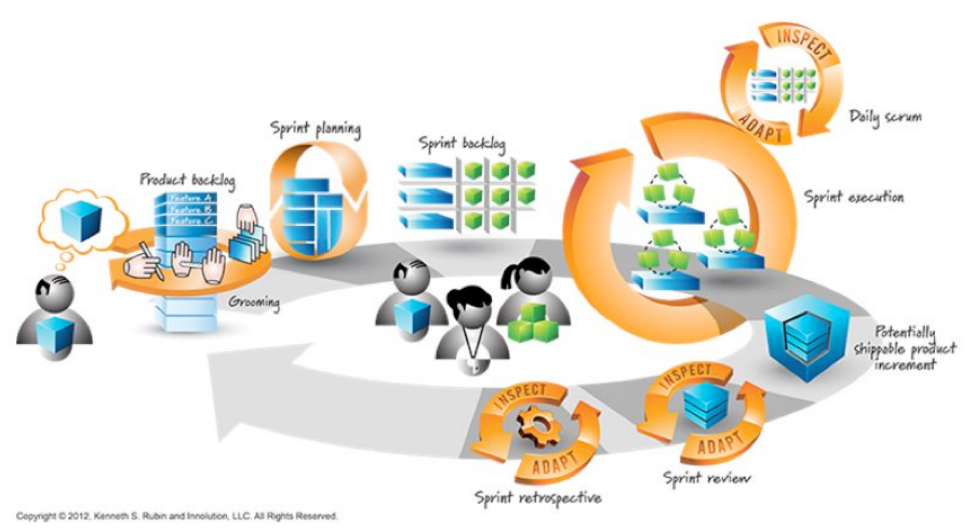 INSPECT
ADAPT
Daily scrum
Sprint planning
Sprint backlog
Product backlog
Feature A
Feature B
Feature C
Sprint execution
Grooming
Potentially
shippable product
increment
INSPECT
ADAPT
Sprint review
INSPECT
ADAPT
Sprint retrospective
Copyright © 2012, Kenneth S. Rubin and Innolution, LLC. All Rights Reserved.